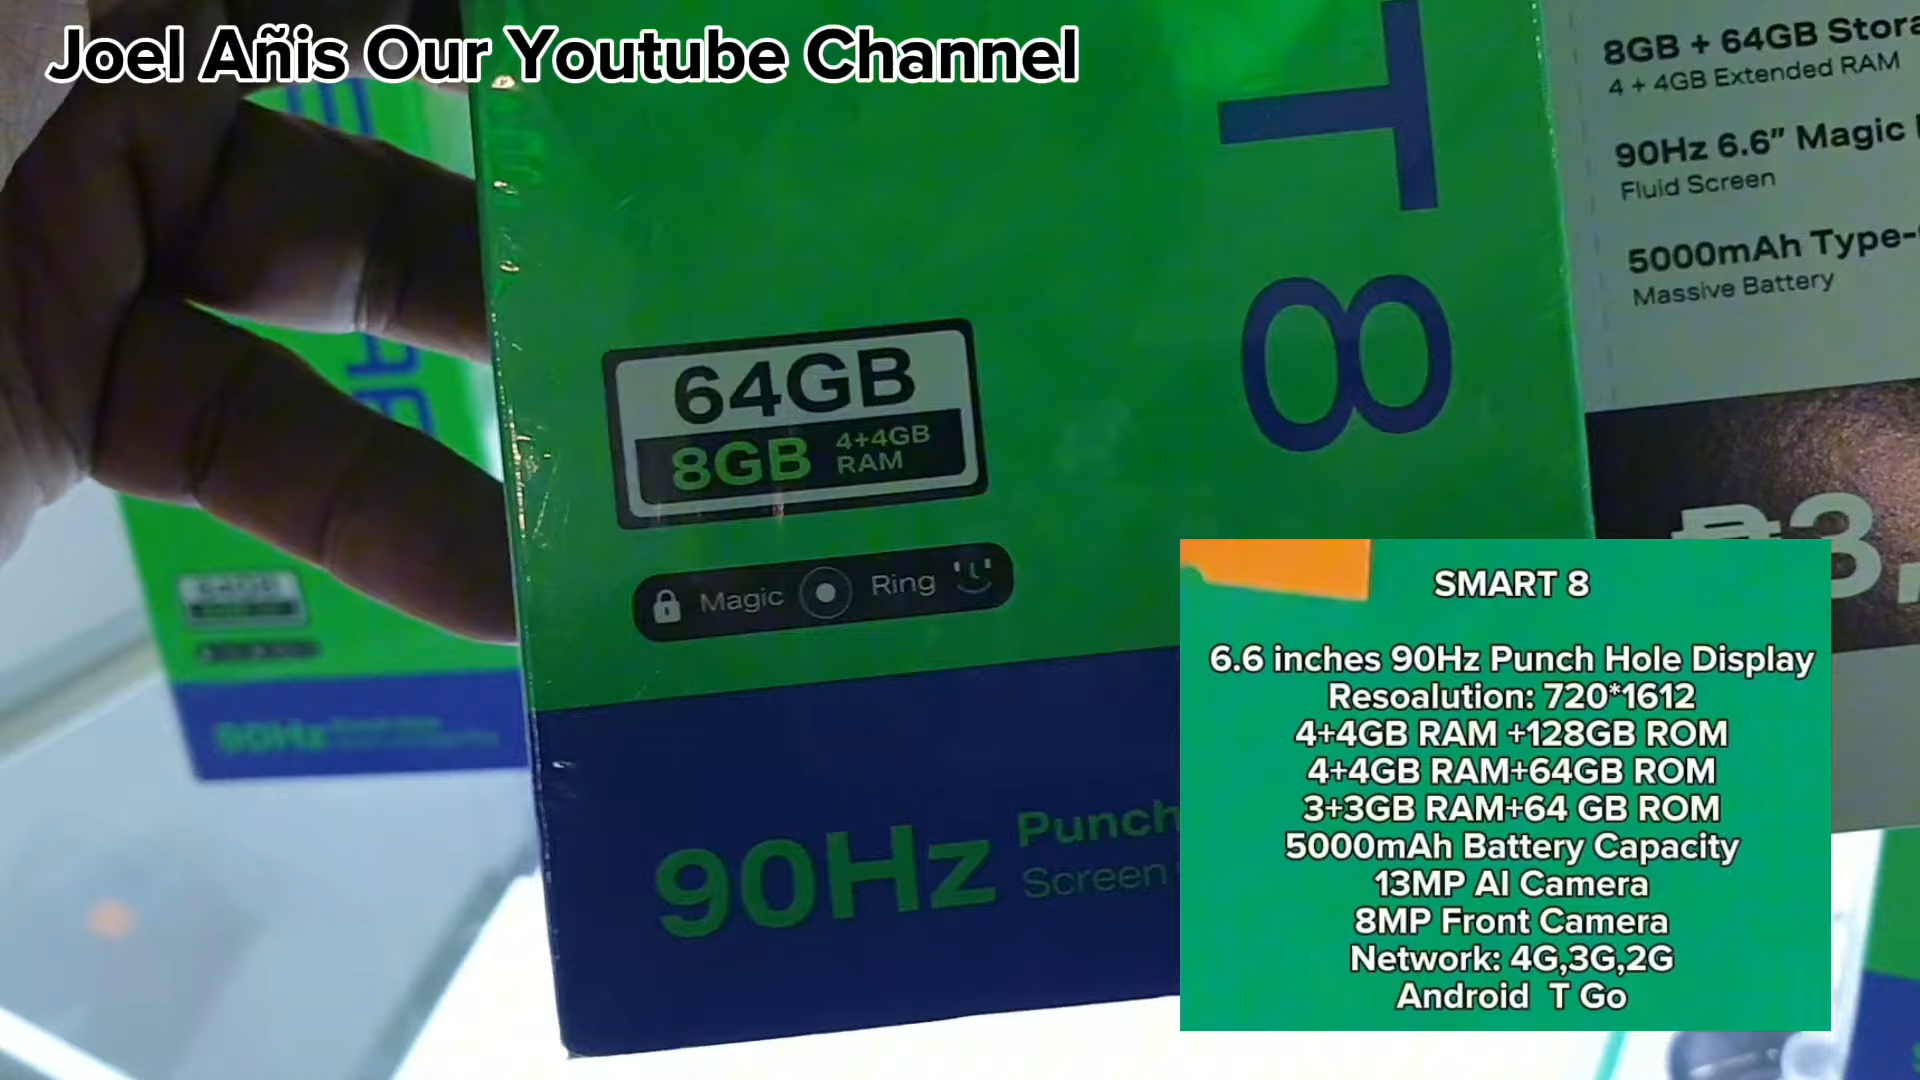 Joel Añis Our Youtube Channel
T 8
64GB
8GB 4+4GB
RAM
Magic Ring
90Hz Punch
Screen
8GB + 64GB
4 + 4GB Extended RAM
90Hz 6.6” Magic
Fluid Screen
5000mAh
Massive Battery
₱3,
64GB
90Hz
SMART 8
6.6 inches 90Hz Punch Hole Display
Resoalution: 720*1612
4+4GB RAM +128GB ROM
4+4GB RAM+64GB ROM
3+3GB RAM+64 GB ROM
5000mAh Battery Capacity
13MP AI Camera
8MP Front Camera
Network: 4G,3G,2G
Android T Go